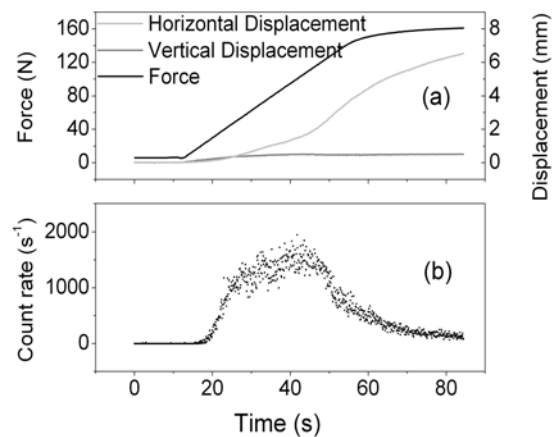 Horizontal Displacement
Vertical Displacement
Force
(a)
Force (N)
160
120
80
40
0
Displacement (mm)
8
6
4
2
0
(b)
Count rate (s⁻¹)
2000
1000
0
0 20 40 60 80
Time (s)